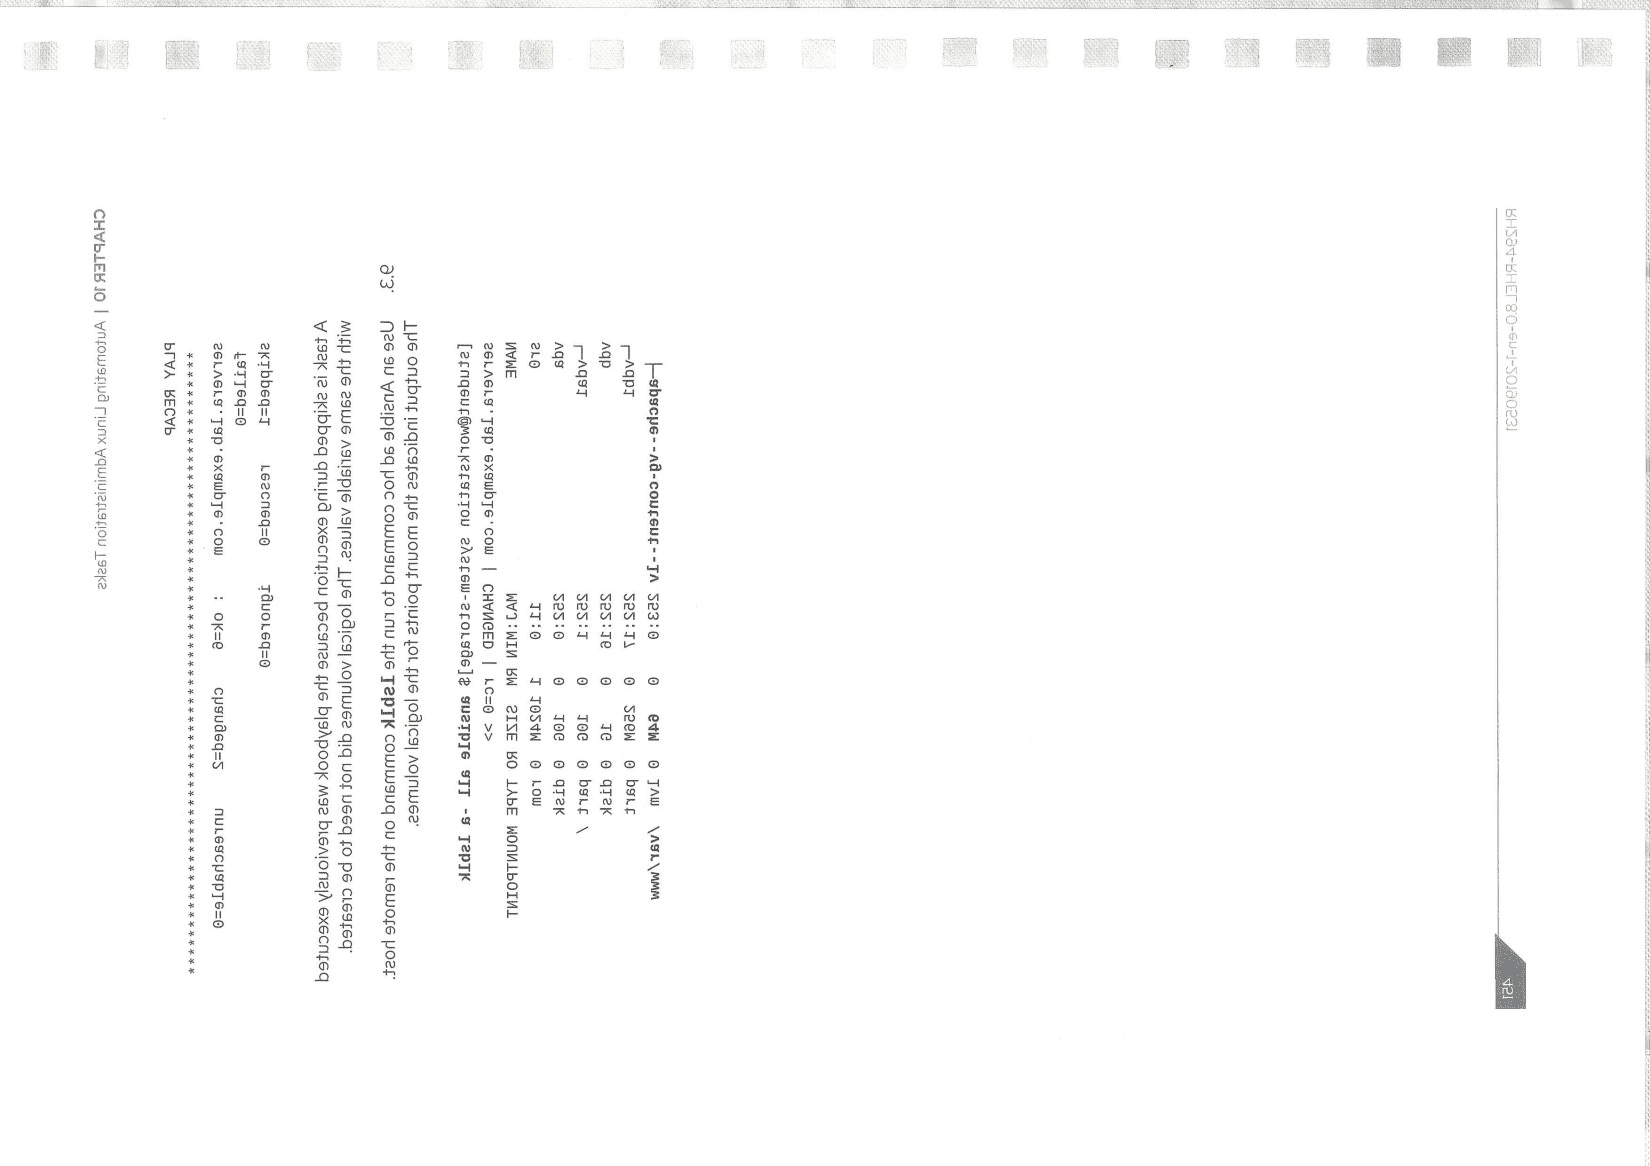 CHAPTER 10 | Automating Linux Administration Tasks
PLAY RECAP
*********************************************************************
servera.lab.example.com : ok=6 changed=2 unreachable=0
failed=0
skipped=1 rescued=0 ignored=0
A task is skipped during execution because the playbook was previously executed
with the same variable values. The logical volumes did not need to be created.
9.3. Use an Ansible ad hoc command to run the lsblk command on the remote host.
The output indicates the mount points for the logical volumes.
[student@workstation system-storage]$ ansible all -a lsblk
servera.lab.example.com | CHANGED | rc=0 >>
NAME MAJ:MIN RM SIZE RO TYPE MOUNTPOINT
sr0 11:0 1 1024M 0 rom
vda 252:0 0 10G 0 disk
└─vda1 252:1 0 10G 0 part /
vdb 252:16 0 1G 0 disk
└─vdb1 252:17 0 256M 0 part
├─apache--vg-content--lv 253:0 0 64M 0 lvm /var/www
RH294-RHEL8.0-en-1-20190531
451